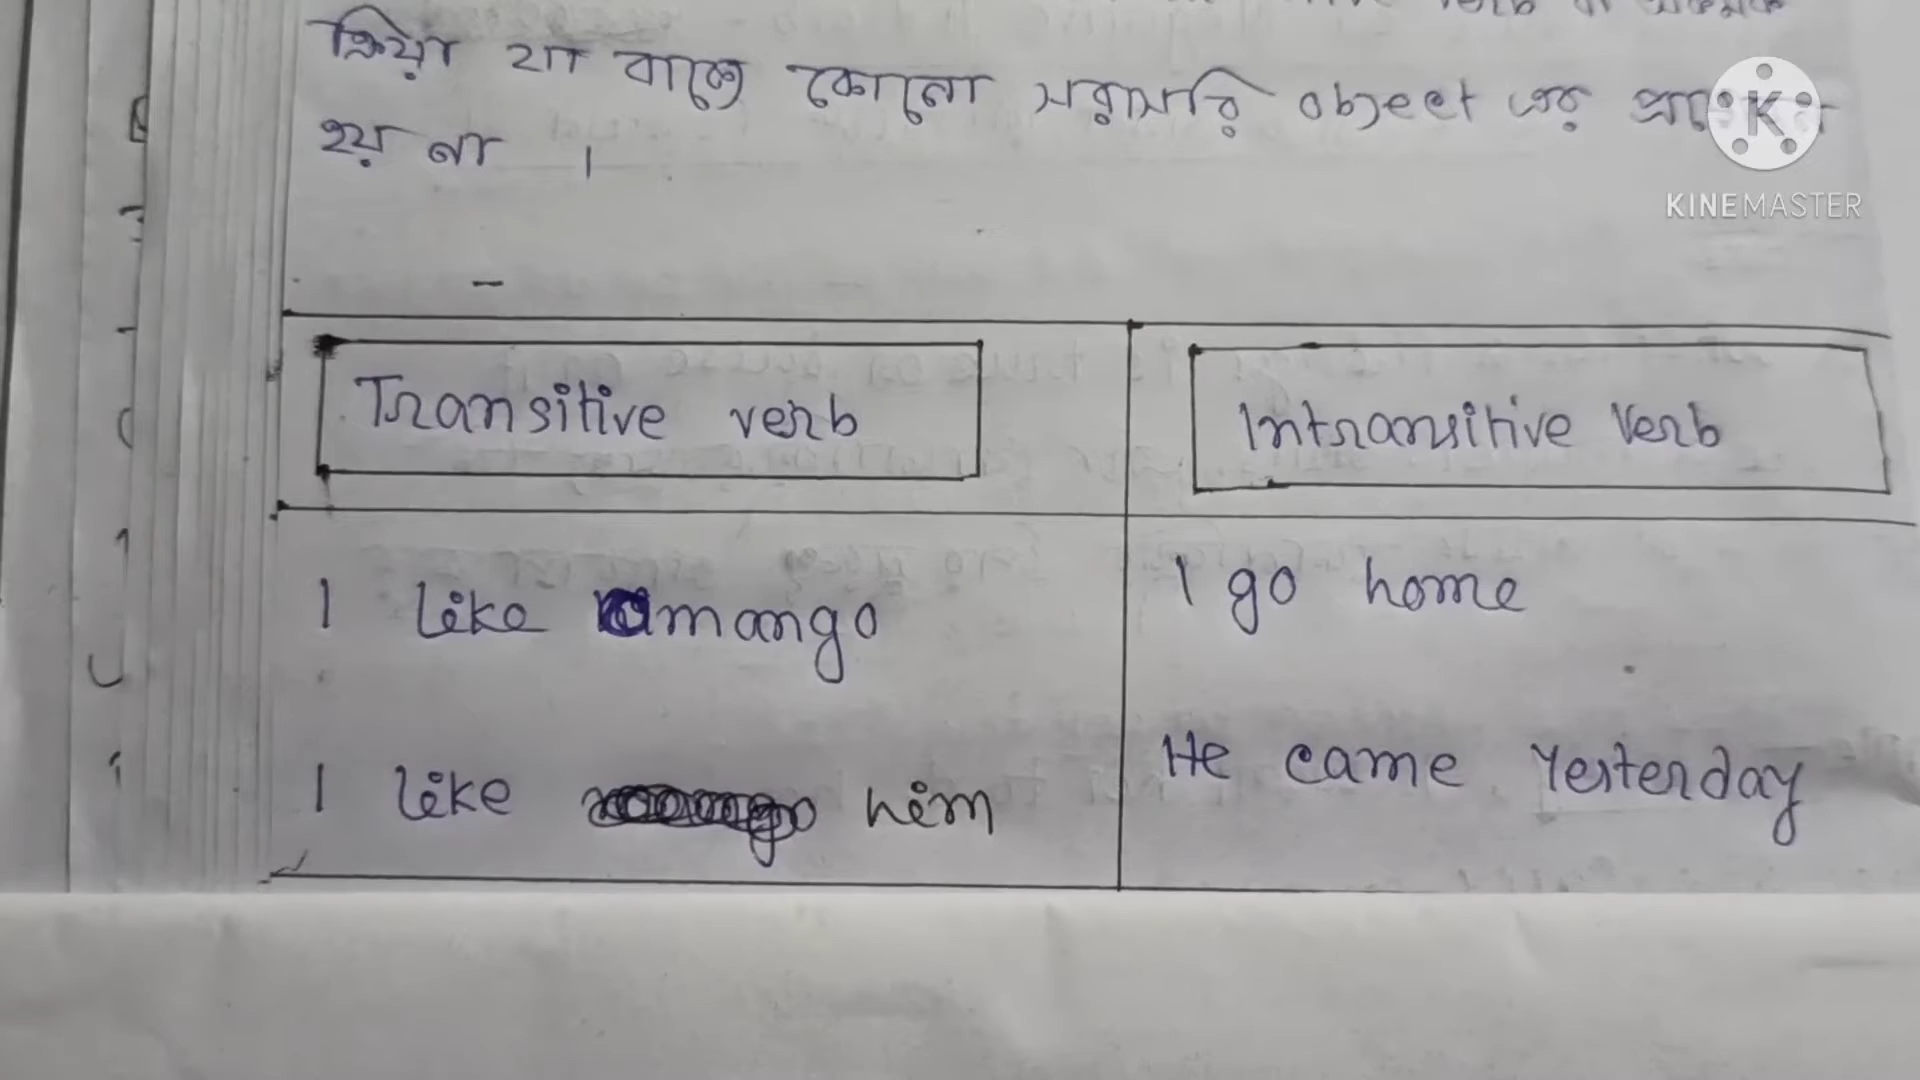 ক্রিয়া যা বাক্যে কোনো সরাসরি object এর
হয় না ।
KINEMASTER
Transitive verb
Intransitive Verb
I like mango
I go home
I like him
He came Yesterday